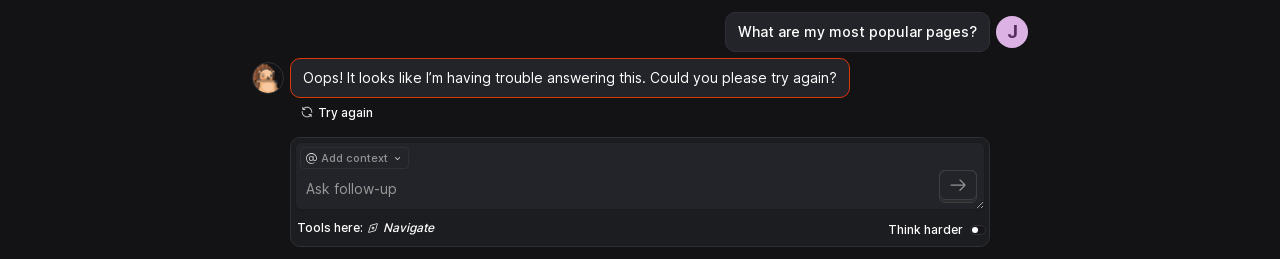 What are my most popular pages?
J
Oops! It looks like I’m having trouble answering this. Could you please try again?
Try again
@ Add context
Ask follow-up
Tools here: Navigate
Think harder